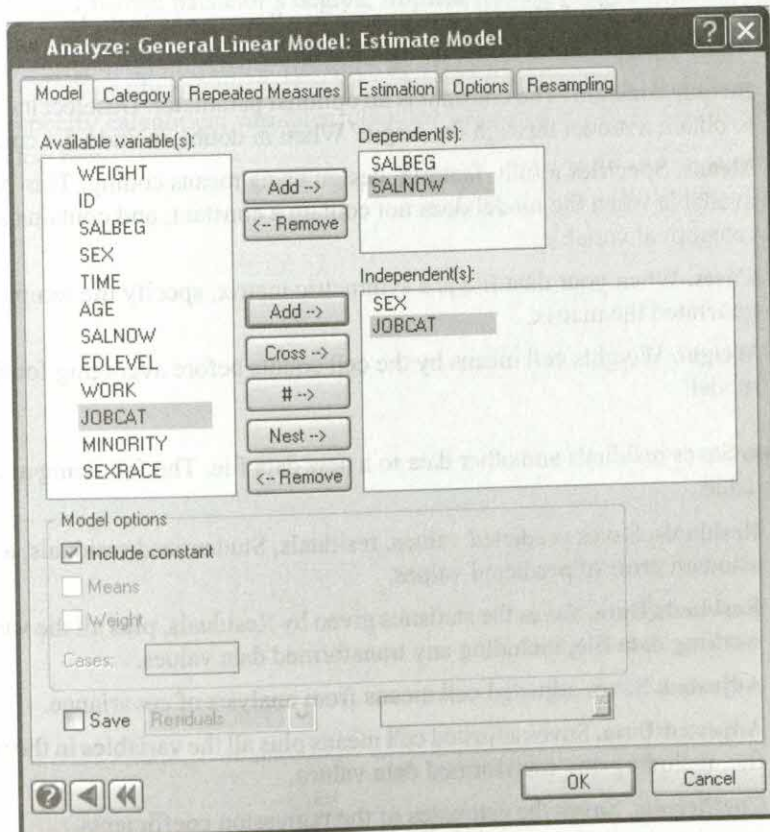 Analyze: General Linear Model: Estimate Model
Model Category Repeated Measures Estimation Options Resampling
Available variable(s):
WEIGHT
ID
SALBEG
SEX
TIME
AGE
SALNOW
EDLEVEL
WORK
JOBCAT
MINORITY
SEXRACE
Add -->
<-- Remove
Dependent(s):
SALBEG
SALNOW
Add -->
Cross -->
# -->
Nest -->
<-- Remove
Independent(s):
SEX
JOBCAT
Model options
Include constant
Means
Weight
Cases:
Save Residuals
OK Cancel